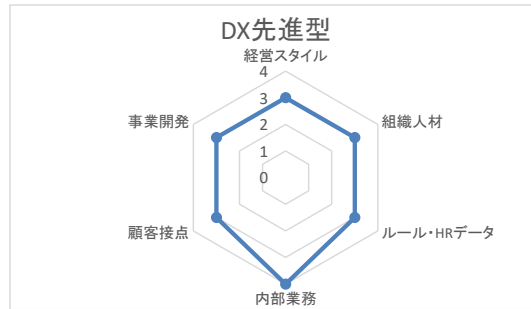 DX先進型
経営スタイル
4
3
2
1
0
組織人材
ルール・HRデータ
内部業務
顧客接点
事業開発